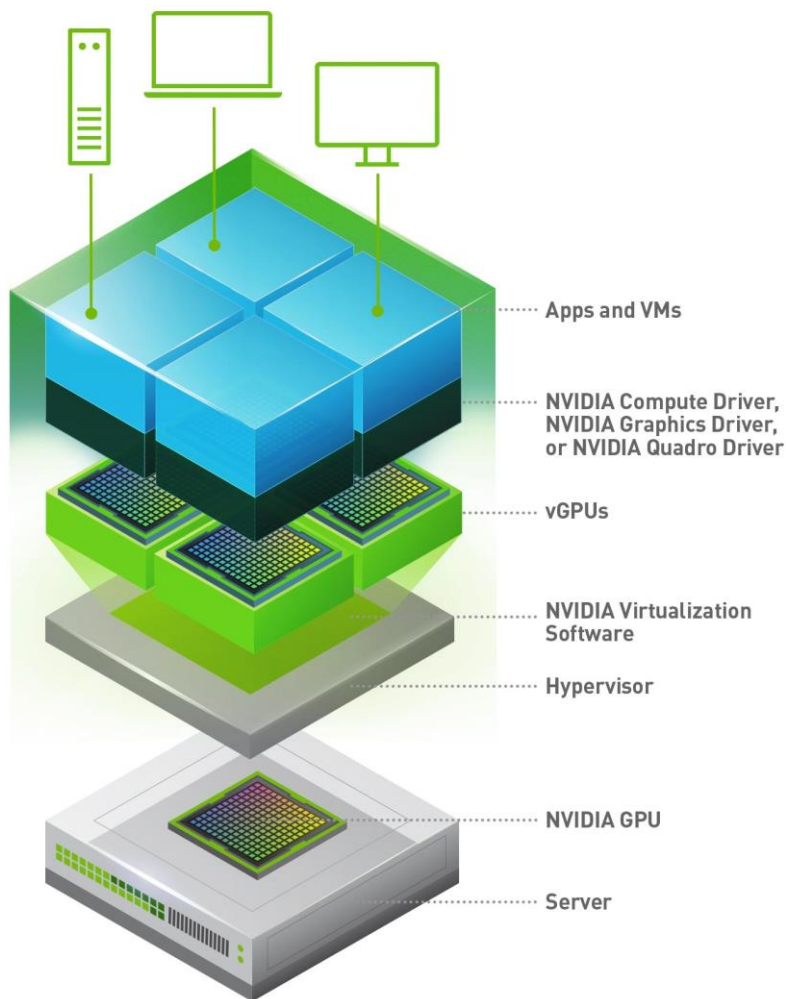 Apps and VMs
NVIDIA Compute Driver,
NVIDIA Graphics Driver,
or NVIDIA Quadro Driver
vGPUs
NVIDIA Virtualization
Software
Hypervisor
NVIDIA GPU
Server